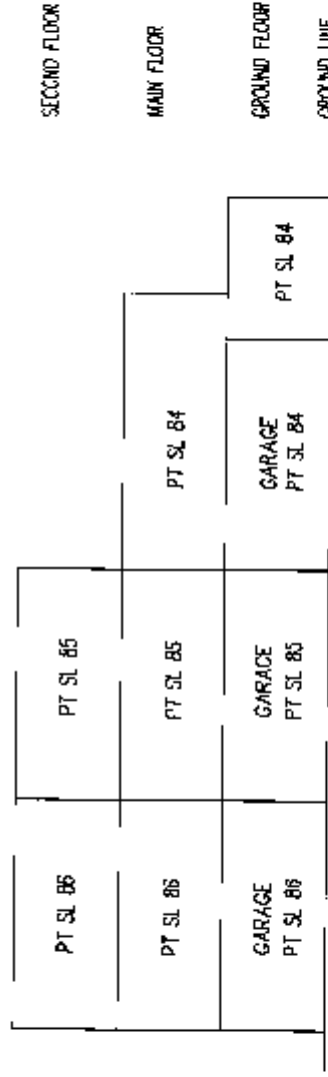 PT SL 86
PT SL 85
SECOND FLOOR
PT SL 86
PT SL 85
PT SL 84
MAIN FLOOR
GARAGE
PT SL 86
GARAGE
PT SL 85
GARAGE
PT SL 84
PT SL 84
GROUND FLOOR
GROUND LINE